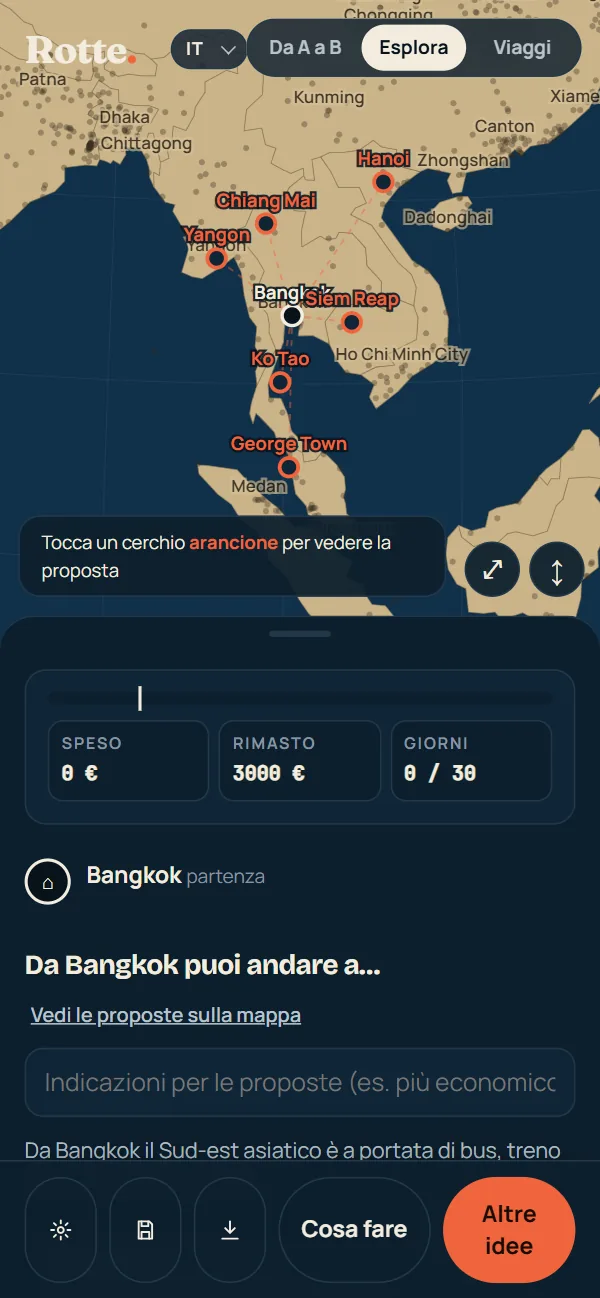 Chongqing
Rotte.
IT
Da A a B
Esplora
Viaggi
Patna
Kunming
Xiame
Dhaka
Canton
Chittagong
Hanoi
Zhongshan
Chiang Mai
Dadonghai
Yangon
Yangon
Bangkok
Siem Reap
Ho Chi Minh City
Ko Tao
George Town
Medan
Tocca un cerchio arancione per vedere la
proposta
SPESO
RIMASTO
GIORNI
0 €
3000 €
0 / 30
Bangkok partenza
Da Bangkok puoi andare a...
Vedi le proposte sulla mappa
Indicazioni per le proposte (es. più economico
Da Bangkok il Sud-est asiatico è a portata di bus, treno
Cosa fare
Altre
idee